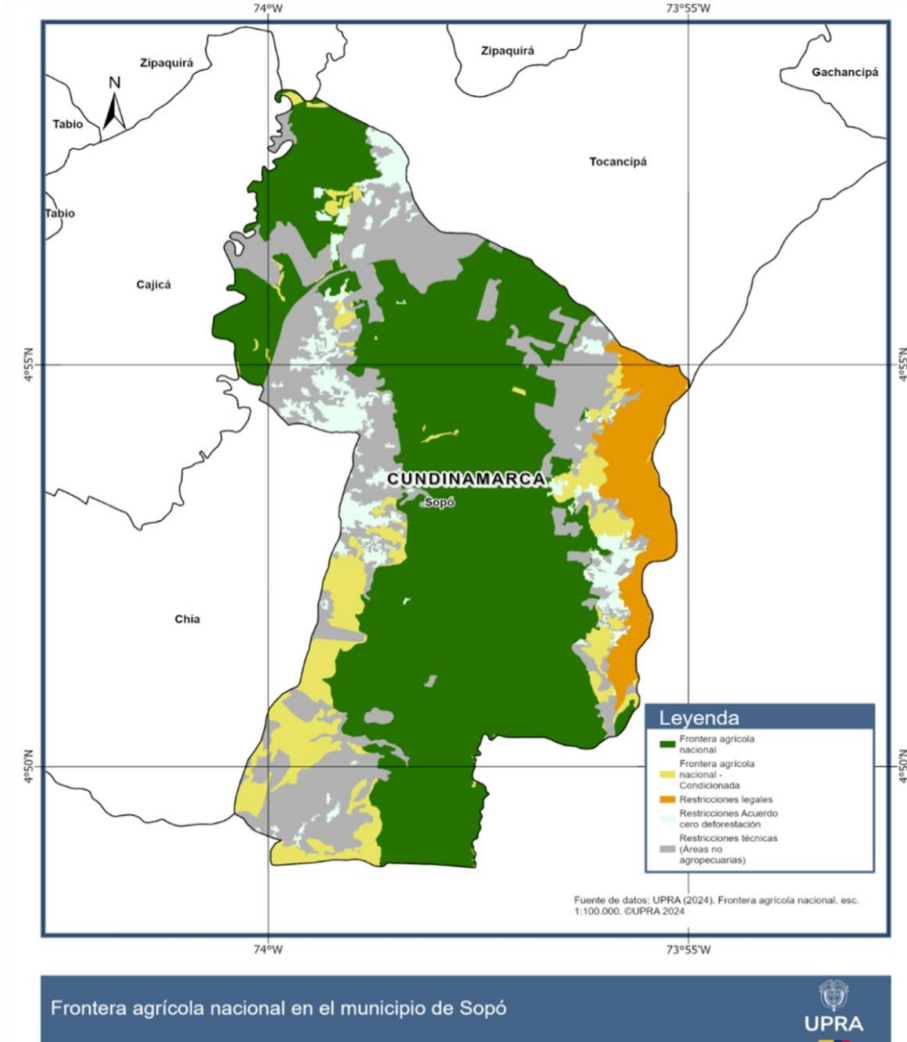 74°W
73°55'W
Zipaquirá
Zipaquirá
Gachancipá
N
Tabio
Tocancipá
Tabio
Cajicá
4°55'N
4°55'N
CUNDINAMARCA
Sopó
Chía
Leyenda
Frontera agrícola
nacional
Frontera agrícola
nacional -
Condicionada
Restricciones legales
Restricciones Acuerdo
cero deforestación
Restricciones técnicas
(Áreas no
agropecuarias)
4°50'N
4°50'N
Fuente de datos: UPRA (2024). Frontera agrícola nacional. esc.
1:100.000. ©UPRA 2024
74°W
73°55'W
Frontera agrícola nacional en el municipio de Sopó
UPRA